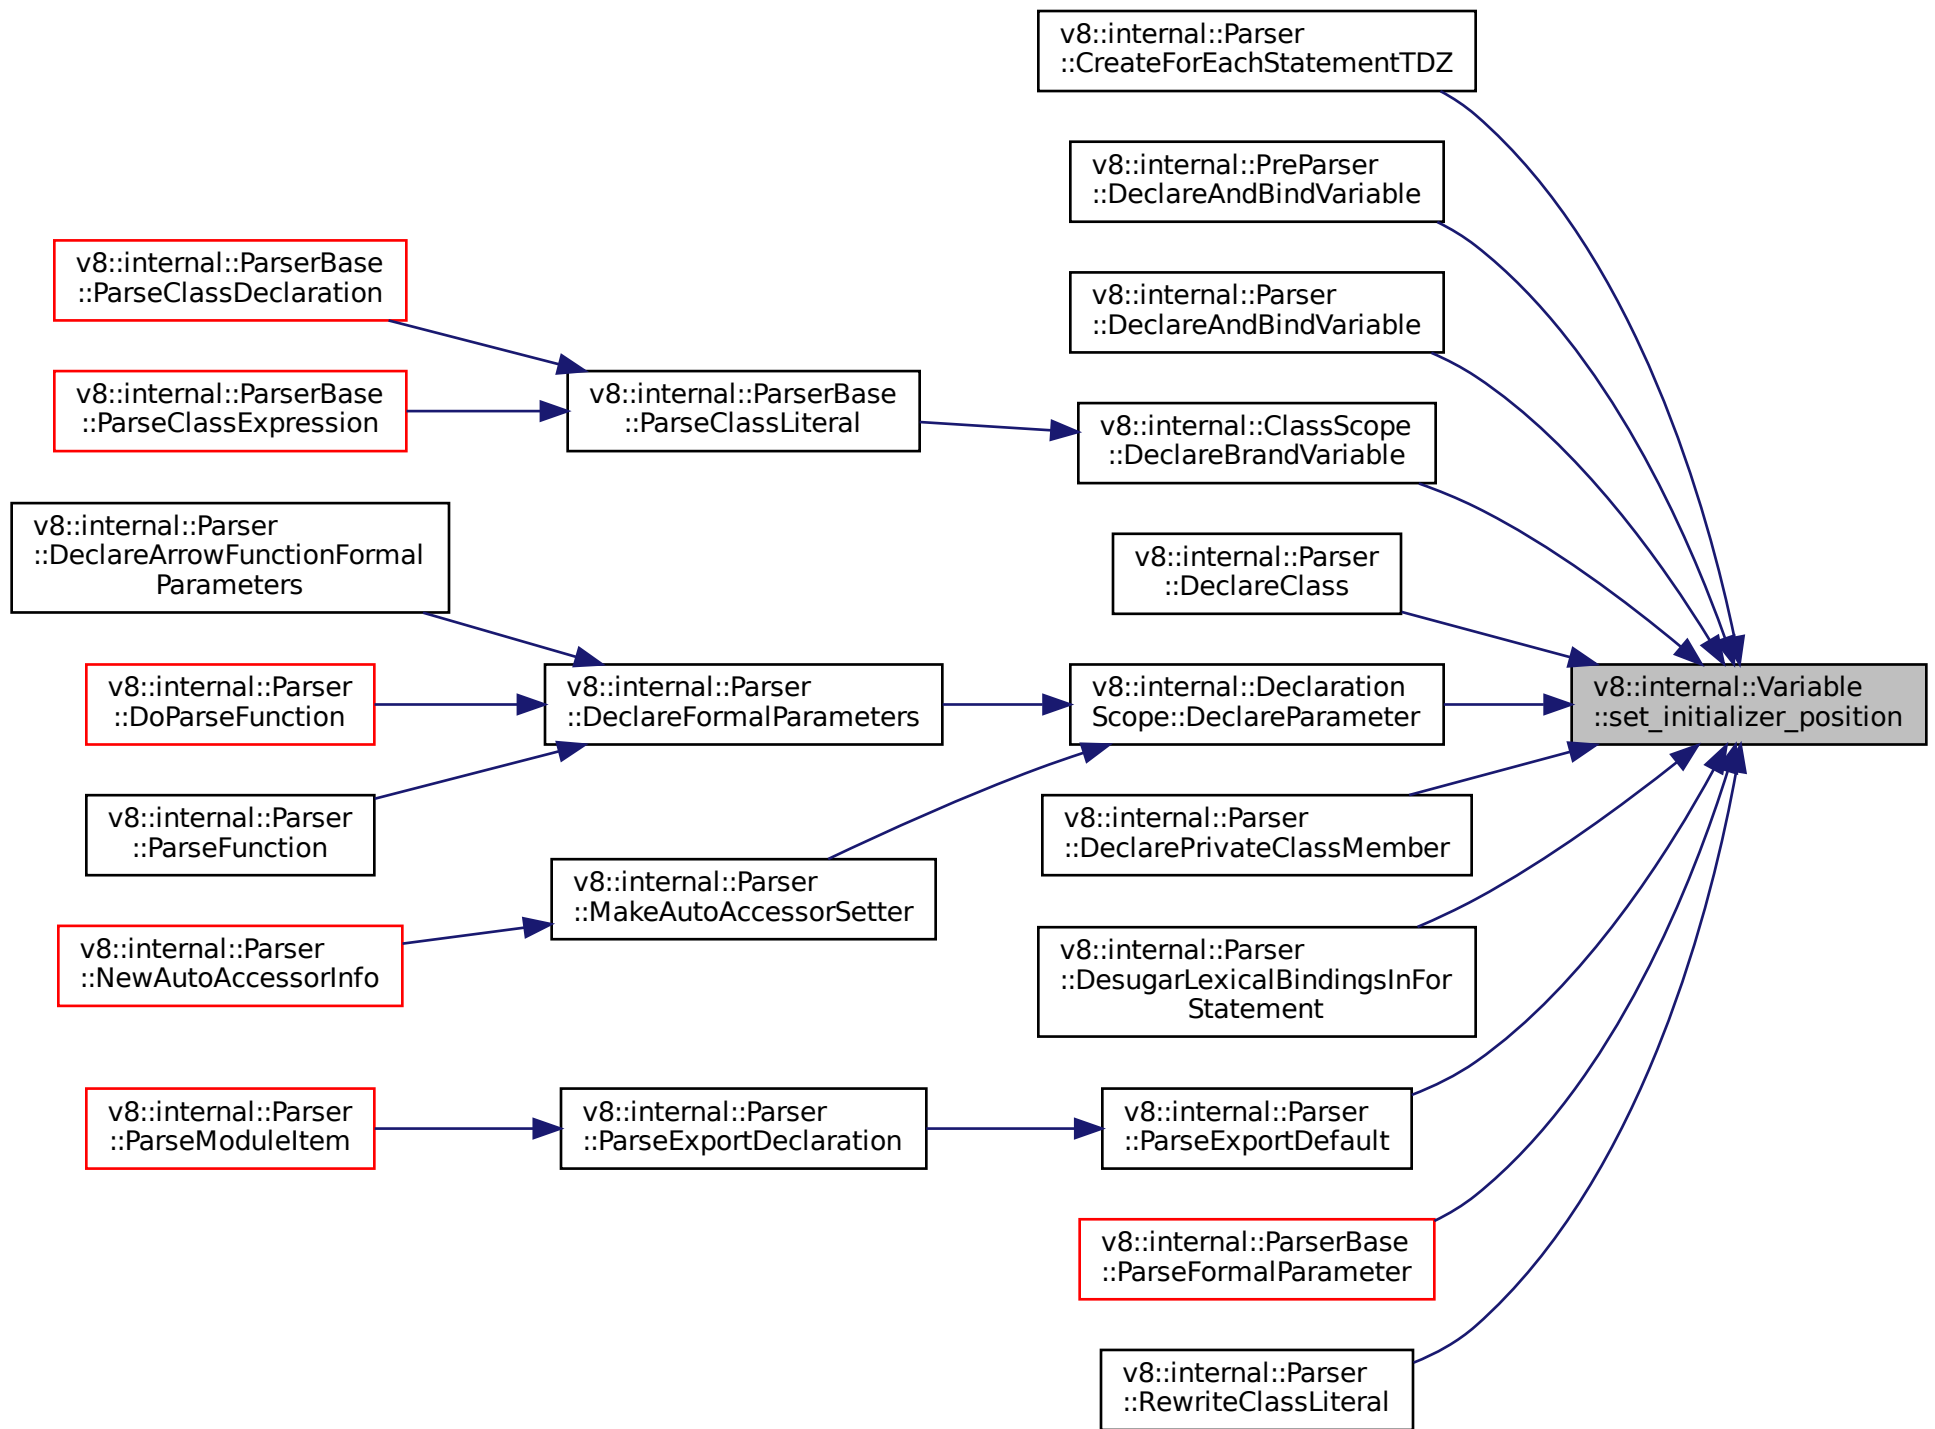 v8::internal::Parser
::CreateForEachStatementTDZ
v8::internal::PreParser
::DeclareAndBindVariable
v8::internal::ParserBase
::ParseClassDeclaration
v8::internal::Parser
::DeclareAndBindVariable
v8::internal::ParserBase
::ParseClassExpression
v8::internal::ParserBase
::ParseClassLiteral
v8::internal::ClassScope
::DeclareBrandVariable
v8::internal::Parser
::DeclareArrowFunctionFormal
Parameters
v8::internal::Parser
::DeclareClass
v8::internal::Parser
::DoParseFunction
v8::internal::Parser
::DeclareFormalParameters
v8::internal::Declaration
Scope::DeclareParameter
v8::internal::Variable
::set_initializer_position
v8::internal::Parser
::ParseFunction
v8::internal::Parser
::DeclarePrivateClassMember
v8::internal::Parser
::MakeAutoAccessorSetter
v8::internal::Parser
::NewAutoAccessorInfo
v8::internal::Parser
::DesugarLexicalBindingsInFor
Statement
v8::internal::Parser
::ParseModuleItem
v8::internal::Parser
::ParseExportDeclaration
v8::internal::Parser
::ParseExportDefault
v8::internal::ParserBase
::ParseFormalParameter
v8::internal::Parser
::RewriteClassLiteral